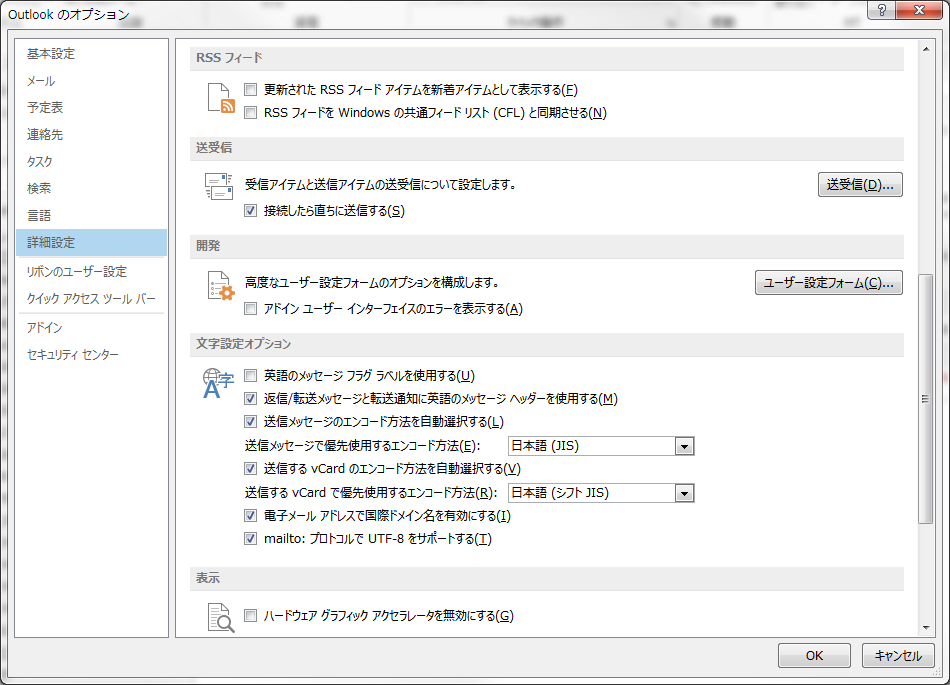 Outlook のオプション
基本設定
メール
予定表
連絡先
タスク
検索
言語
詳細設定
リボンのユーザー設定
クイック アクセス ツール バー
アドイン
セキュリティ センター
RSS フィード
更新された RSS フィード アイテムを新着アイテムとして表示する(F)
RSS フィードを Windows の共通フィード リスト (CFL) と同期させる(N)
送受信
受信アイテムと送信アイテムの送受信について設定します。
送受信(D)...
接続したら直ちに送信する(S)
開発
高度なユーザー設定フォームのオプションを構成します。
ユーザー設定フォーム(C)...
アドイン ユーザー インターフェイスのエラーを表示する(A)
文字設定オプション
英語のメッセージ フラグ ラベルを使用する(U)
返信/転送メッセージと転送通知に英語のメッセージ ヘッダーを使用する(M)
送信メッセージのエンコード方法を自動選択する(L)
送信メッセージで優先使用するエンコード方法(E): 日本語 (JIS)
送信する vCard のエンコード方法を自動選択する(V)
送信する vCard で優先使用するエンコード方法(R): 日本語 (シフト JIS)
電子メール アドレスで国際ドメイン名を有効にする(I)
mailto: プロトコルで UTF-8 をサポートする(T)
表示
ハードウェア グラフィック アクセラレータを無効にする(G)
OK
キャンセル